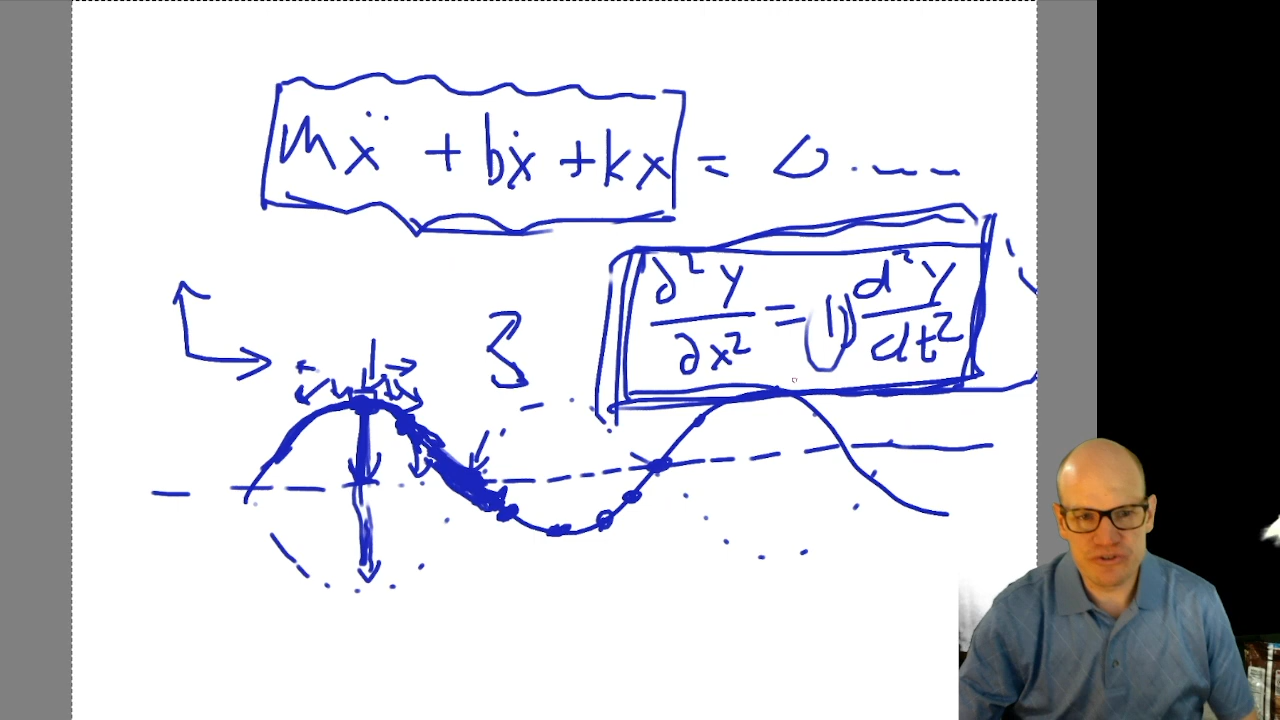 mẍ + bẋ + kx = 0.---
∂²y/∂x² = (1) d²y/dt²